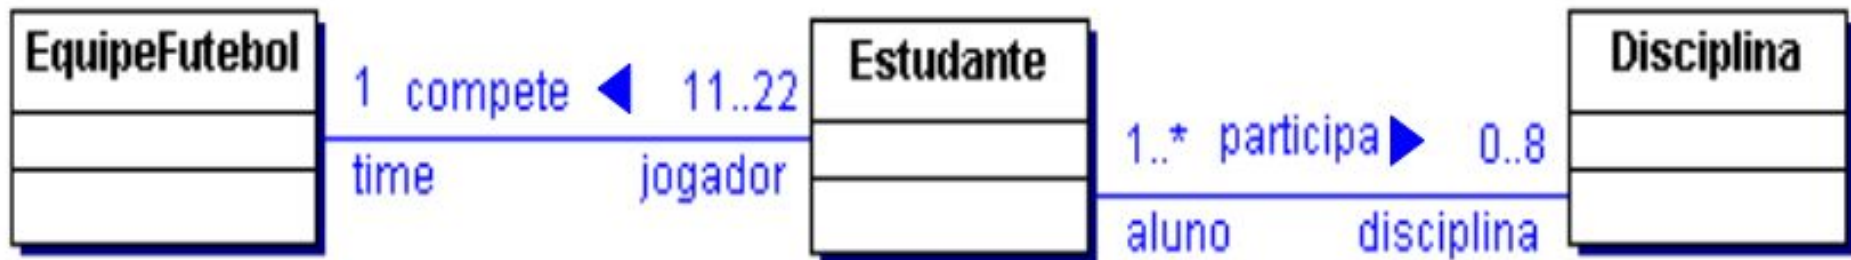 EquipeFutebol
1 compete 11..22
time jogador
Estudante
1..* participa 0..8
aluno disciplina
Disciplina